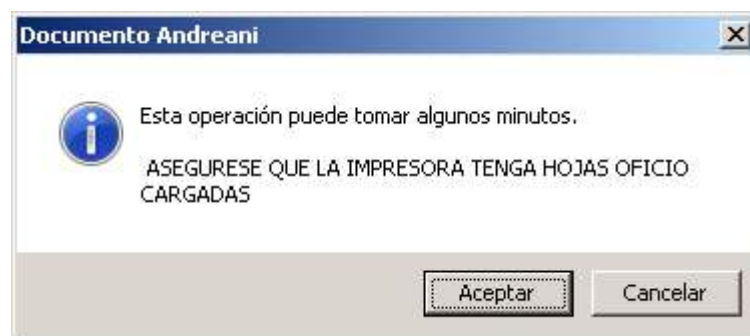 Documento Andreani
Esta operación puede tomar algunos minutos.
ASEGURESE QUE LA IMPRESORA TENGA HOJAS OFICIO
CARGADAS
Aceptar
Cancelar